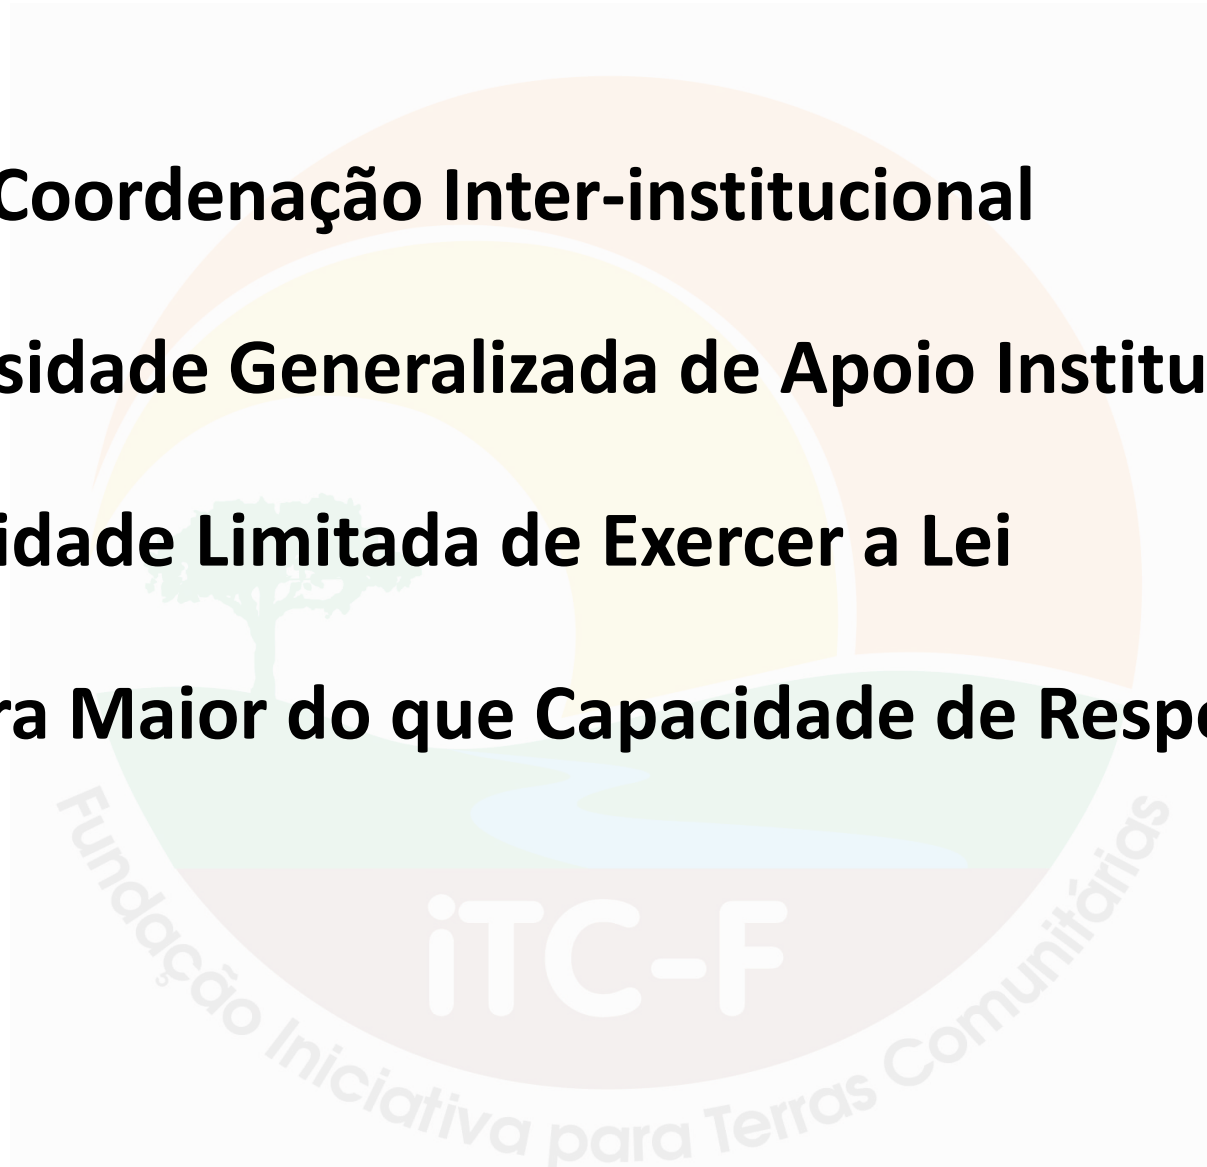 Coordenação Inter-institucional
sidade Generalizada de Apoio Institu
idade Limitada de Exercer a Lei
ra Maior do que Capacidade de Resp
iTC-F
Fundação Iniciativa para Terras Comunitárias